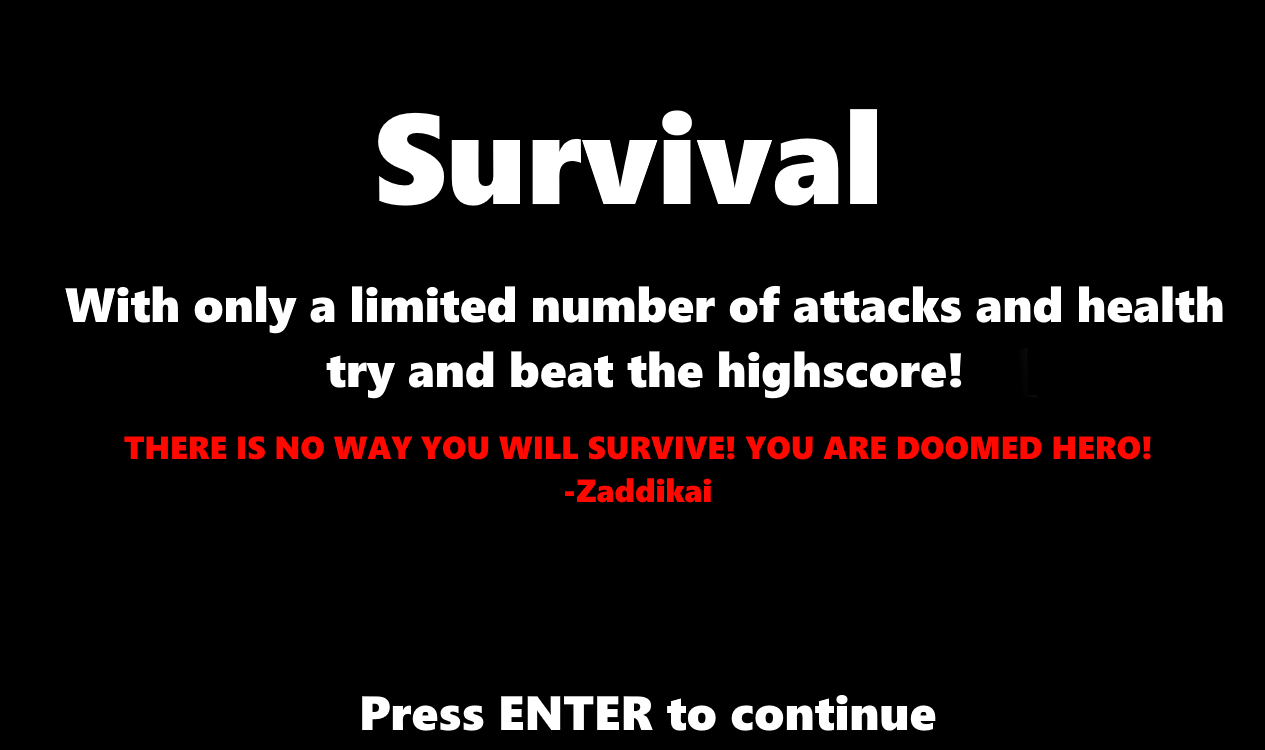 Survival
With only a limited number of attacks and health
try and beat the highscore!
THERE IS NO WAY YOU WILL SURVIVE! YOU ARE DOOMED HERO!
-Zaddikai
Press ENTER to continue